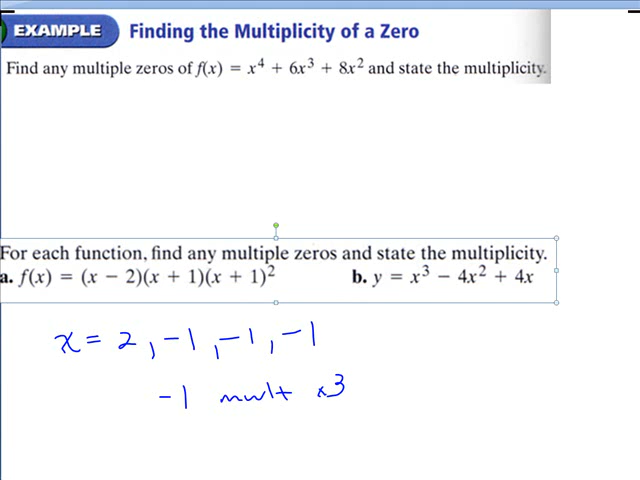 EXAMPLE Finding the Multiplicity of a Zero
Find any multiple zeros of f(x) = x⁴ + 6x³ + 8x² and state the multiplicity.
For each function, find any multiple zeros and state the multiplicity.
a. f(x) = (x − 2)(x + 1)(x + 1)² b. y = x³ − 4x² + 4x
x = 2, -1, -1, -1
-1 mult x3